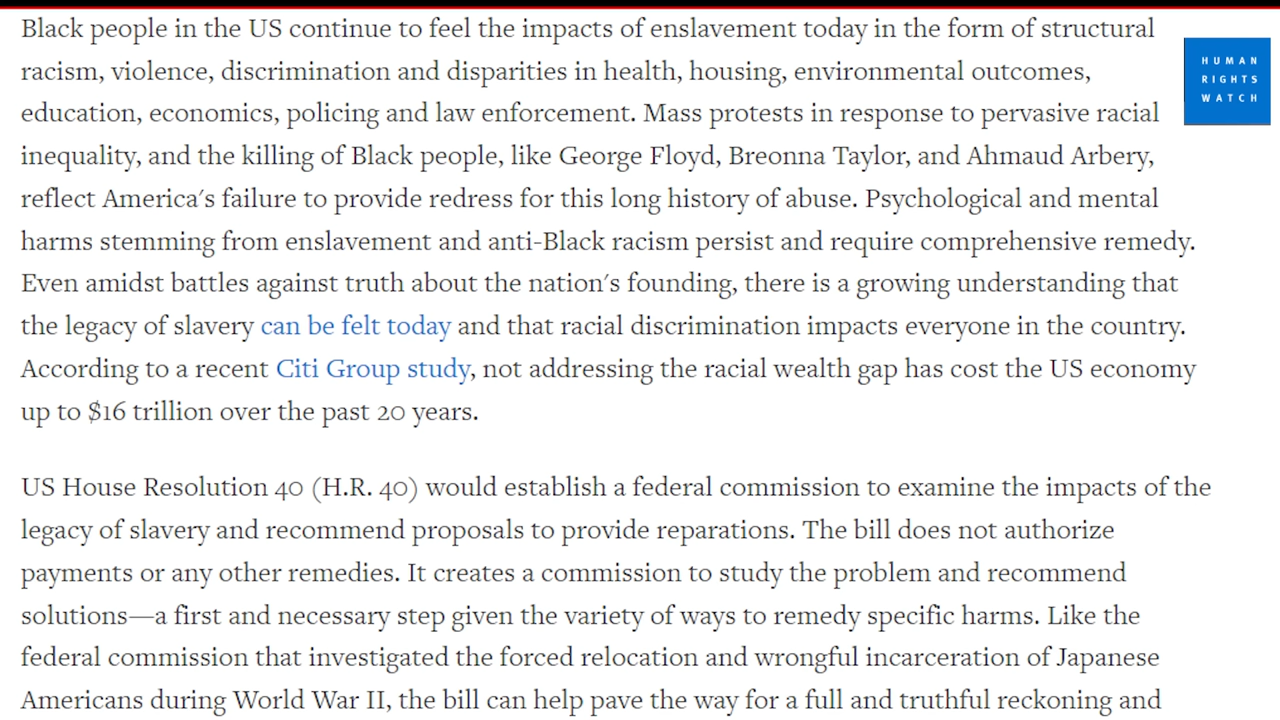 Black people in the US continue to feel the impacts of enslavement today in the form of structural
racism, violence, discrimination and disparities in health, housing, environmental outcomes,
education, economics, policing and law enforcement. Mass protests in response to pervasive racial
inequality, and the killing of Black people, like George Floyd, Breonna Taylor, and Ahmaud Arbery,
reflect America's failure to provide redress for this long history of abuse. Psychological and mental
harms stemming from enslavement and anti-Black racism persist and require comprehensive remedy.
Even amidst battles against truth about the nation's founding, there is a growing understanding that
the legacy of slavery can be felt today and that racial discrimination impacts everyone in the country.
According to a recent Citi Group study, not addressing the racial wealth gap has cost the US economy
up to $16 trillion over the past 20 years.
US House Resolution 40 (H.R. 40) would establish a federal commission to examine the impacts of the
legacy of slavery and recommend proposals to provide reparations. The bill does not authorize
payments or any other remedies. It creates a commission to study the problem and recommend
solutions—a first and necessary step given the variety of ways to remedy specific harms. Like the
federal commission that investigated the forced relocation and wrongful incarceration of Japanese
Americans during World War II, the bill can help pave the way for a full and truthful reckoning and
HUMAN
RIGHTS
WATCH